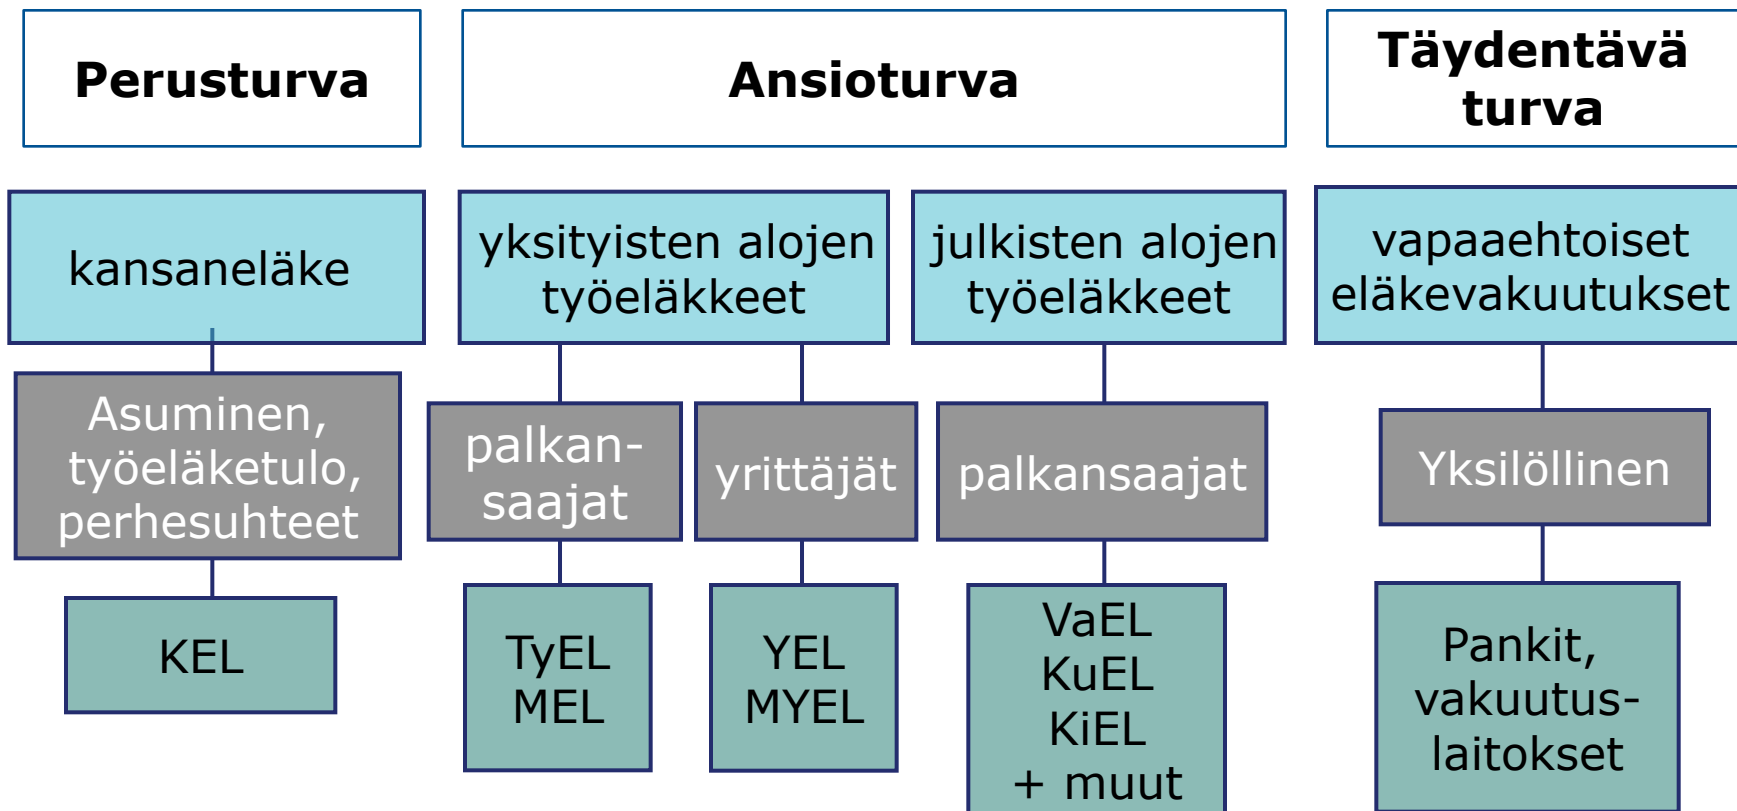 Perusturva
Ansioturva
Täydentävä
turva
kansaneläke
yksityisten alojen
työeläkkeet
julkisten alojen
työeläkkeet
vapaaehtoiset
eläkevakuutukset
Asuminen,
työeläketulo,
perhesuhteet
palkan-
saajat
yrittäjät
palkansaajat
Yksilöllinen
KEL
TyEL
MEL
YEL
MYEL
VaEL
KuEL
KiEL
+ muut
Pankit,
vakuutus-
laitokset